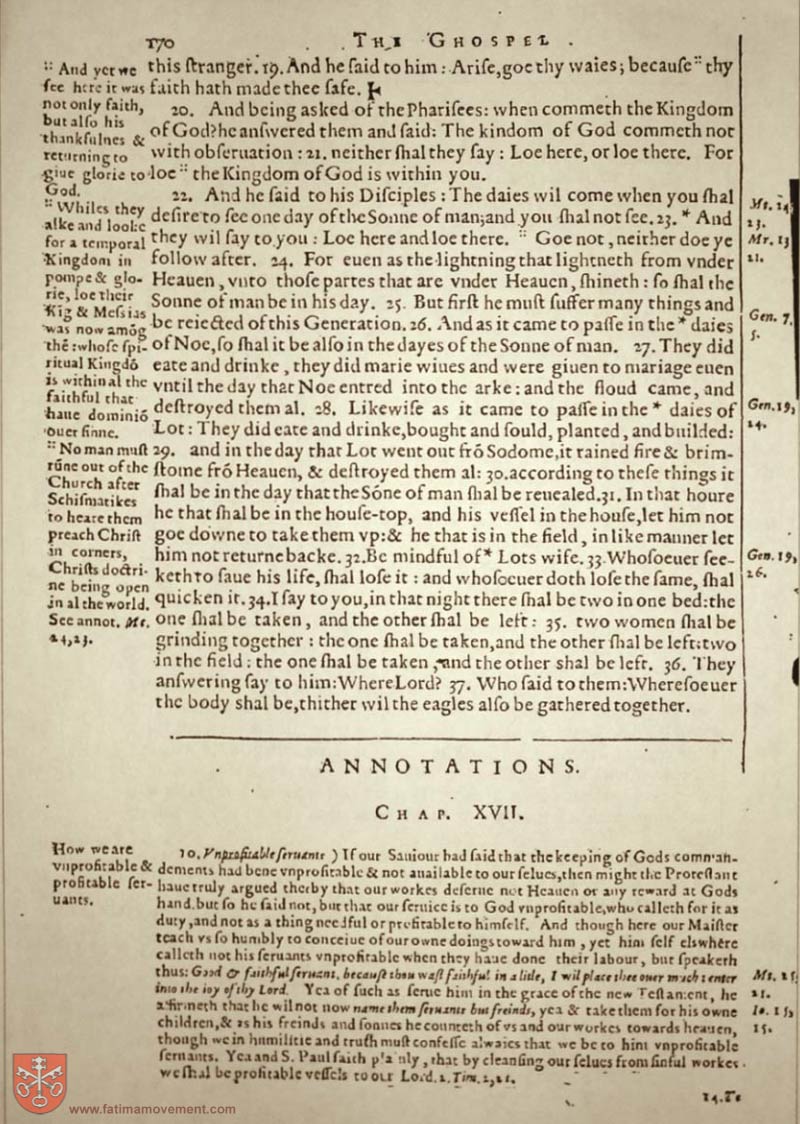 170 THE GHOSPEL.
" And yet we
see here it was
not only faith,
but also his
thankfulnes &
returning to
giue glorie to
God.
" Whiles they
aske and looke
for a temporal
Kingdom in
pompe & glo-
rie, loe their
Kīg & Messias
was now amōg
thē: whose spi-
ritual Kingdō
is within al the
faithful that
haue dominiō
ouer sinne.
" No man must
rūne out of the
Church after
Schismatikes
to heare them
preach Christ
in corners,
Christs doctri-
ne being open
in al the world.
See annot. Mt.
24,23.
this ſtranger. 19. And he ſaid to him: Ariſe, goe thy waies; becauſe " thy
faith hath made thee ſafe.
20. And being asked of the Phariſees: when commeth the Kingdom
of God? he anſwered them and ſaid: The kindom of God commeth not
with obſeruation: 21. neither ſhal they ſay: Loe here, or loe there. For
loe " the Kingdom of God is within you.
22. And he ſaid to his Diſciples: The daies wil come when you ſhal
deſire to ſee one day of the Sonne of man; and you ſhal not ſee. 23. * And
they wil ſay to you: Loe here and loe there. " Goe not, neither doe ye
follow after. 24. For euen as the lightning that lightneth from vnder
Heauen, vnto thoſe partes that are vnder Heauen, ſhineth: ſo ſhal the
Sonne of man be in his day. 25. But firſt he muſt ſuffer many things and
be reiected of this Generation. 26. And as it came to paſſe in the * daies
of Noe, ſo ſhal it be alſo in the dayes of the Sonne of man. 27. They did
eate and drinke, they did marie wiues and were giuen to mariage euen
vntil the day that Noe entred into the arke: and the floud came, and
deſtroyed them al. 28. Likewiſe as it came to paſſe in the * daies of
Lot: They did eate and drinke, bought and ſould, planted, and builded:
29. and in the day that Lot went out frō Sodome, it rained fire & brim-
ſtome frō Heauen, & deſtroyed them al: 30. according to theſe things it
ſhal be in the day that the Sōne of man ſhal be reuealed. 31. In that houre
he that ſhal be in the houſe-top, and his veſſel in the houſe, let him not
goe downe to take them vp: & he that is in the field, in like manner let
him not returne backe. 32. Be mindful of * Lots wife. 33. Whoſoeuer ſee-
keth to ſaue his life, ſhal loſe it: and whoſoeuer doth loſe the ſame, ſhal
quicken it. 34. I ſay to you, in that night there ſhal be two in one bed: the
one ſhal be taken, and the other ſhal be left: 35. two women ſhal be
grinding together: the one ſhal be taken, and the other ſhal be left: two
in the field: the one ſhal be taken, and the other shal be left. 36. They
anſwering ſay to him: Where Lord? 37. Who ſaid to them: Whereſoeuer
the body shal be, thither wil the eagles alſo be gathered together.
Mt. 24
23.
Mr. 13
21.
Gen. 7.
5.
Gen. 19,
24.
Gen. 19,
26.
ANNOTATIONS.
CHAP. XVII.
How we are
vnprofitable &
profitable ſer-
uants.
10. Vnprofitable ſeruants ) If our Sauiour had ſaid that the keeping of Gods comman-
dements had bene vnprofitable & not auailable to our ſelues, then might the Proteſtant
haue truly argued therby that our workes deſerue not Heauen or any reward at Gods
hand. but ſo he ſaid not, but that our ſeruice is to God vnprofitable, who calleth for it as
duty, and not as a thing needful or profitable to himſelf. And though here our Maiſter
teach vs ſo humbly to conceiue of our owne doings toward him, yet him ſelf elswhere
calleth not his ſeruants vnprofitable when they haue done their labour, but ſpeaketh
thus: Good & faithful ſeruant, becauſe thou waſt faithful in a litle, I wil place thee ouer much: enter
into the ioy of thy Lord. Yea of ſuch as ſerue him in the grace of the new Teſtament, he
affirmeth that he wil not now name them ſeruants but freinds, yea & take them for his owne
children, & as his freinds and ſonnes he counteth of vs and our workes towards heauen,
though we in humilitie and truth muſt confeſſe alwaies that we be to him vnprofitable
ſeruants. Yea and S. Paul ſaith plainly, that by cleanſing our ſelues from ſinful workes
we ſhal be profitable veſſels to our Lord. 2. Tim. 2, 21.
Mt. 25
21.
Io. 15,
15.
14. Te
www.fatimamovement.com